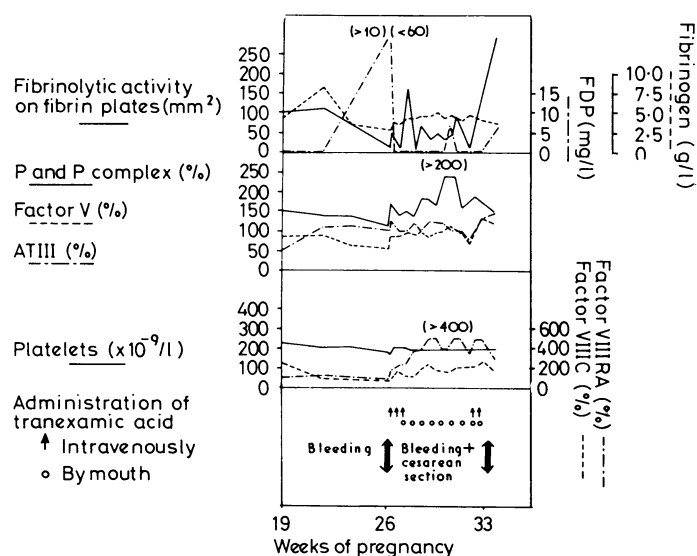 (>10) (<60)
250
200
150
100
50
0
Fibrinolytic activity
on fibrin plates (mm²)
15
10
5
0
FDP (mg/l)
10·0
7.5
5.0
2.5
0
Fibrinogen (g/l)
P and P complex (%)
Factor V (%)
ATIII (%)
(>200)
250
200
150
100
50
0
Platelets (x10⁻⁹/l)
(>400)
400
300
200
100
0
600
400
200
0
Factor VIIIC (%)
Factor VIIIRA (%)
Administration of
tranexamic acid
↑ Intravenously
o By mouth
Bleeding
Bleeding+
cesarean
section
19
26
33
Weeks of pregnancy